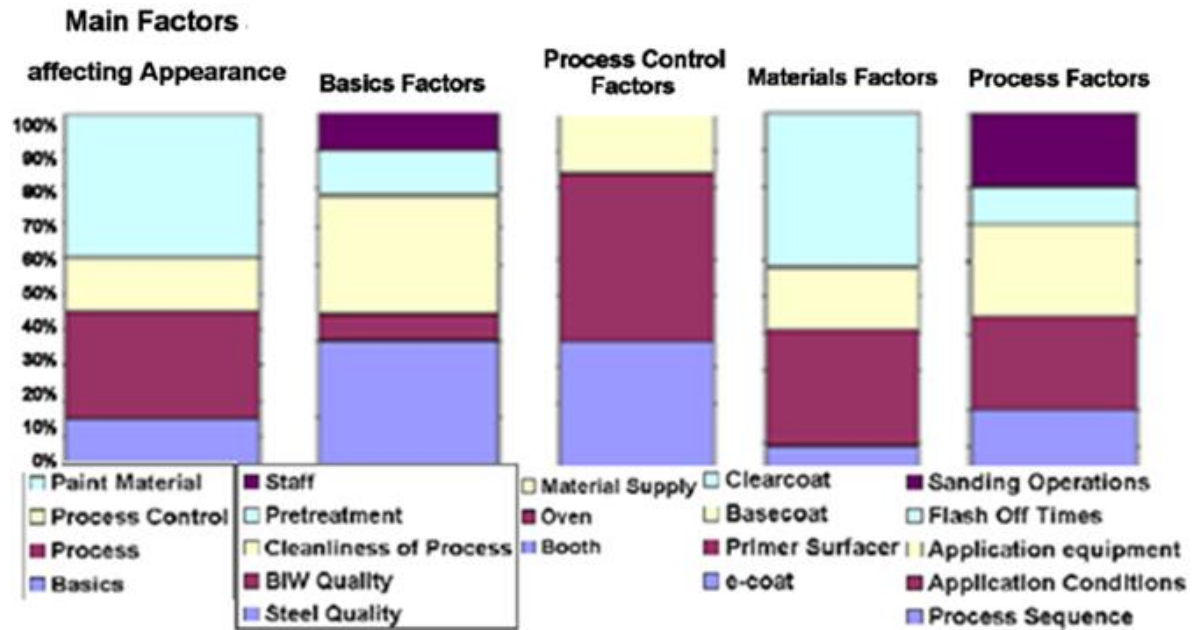 Main Factors
affecting Appearance
Basics Factors
Process Control
Factors
Materials Factors
Process Factors
100%
90%
80%
70%
60%
50%
40%
30%
20%
10%
0%
Paint Material
Process Control
Process
Basics
Staff
Pretreatment
Cleanliness of Process
BIW Quality
Steel Quality
Material Supply
Oven
Booth
Clearcoat
Basecoat
Primer Surfacer
e-coat
Sanding Operations
Flash Off Times
Application equipment
Application Conditions
Process Sequence